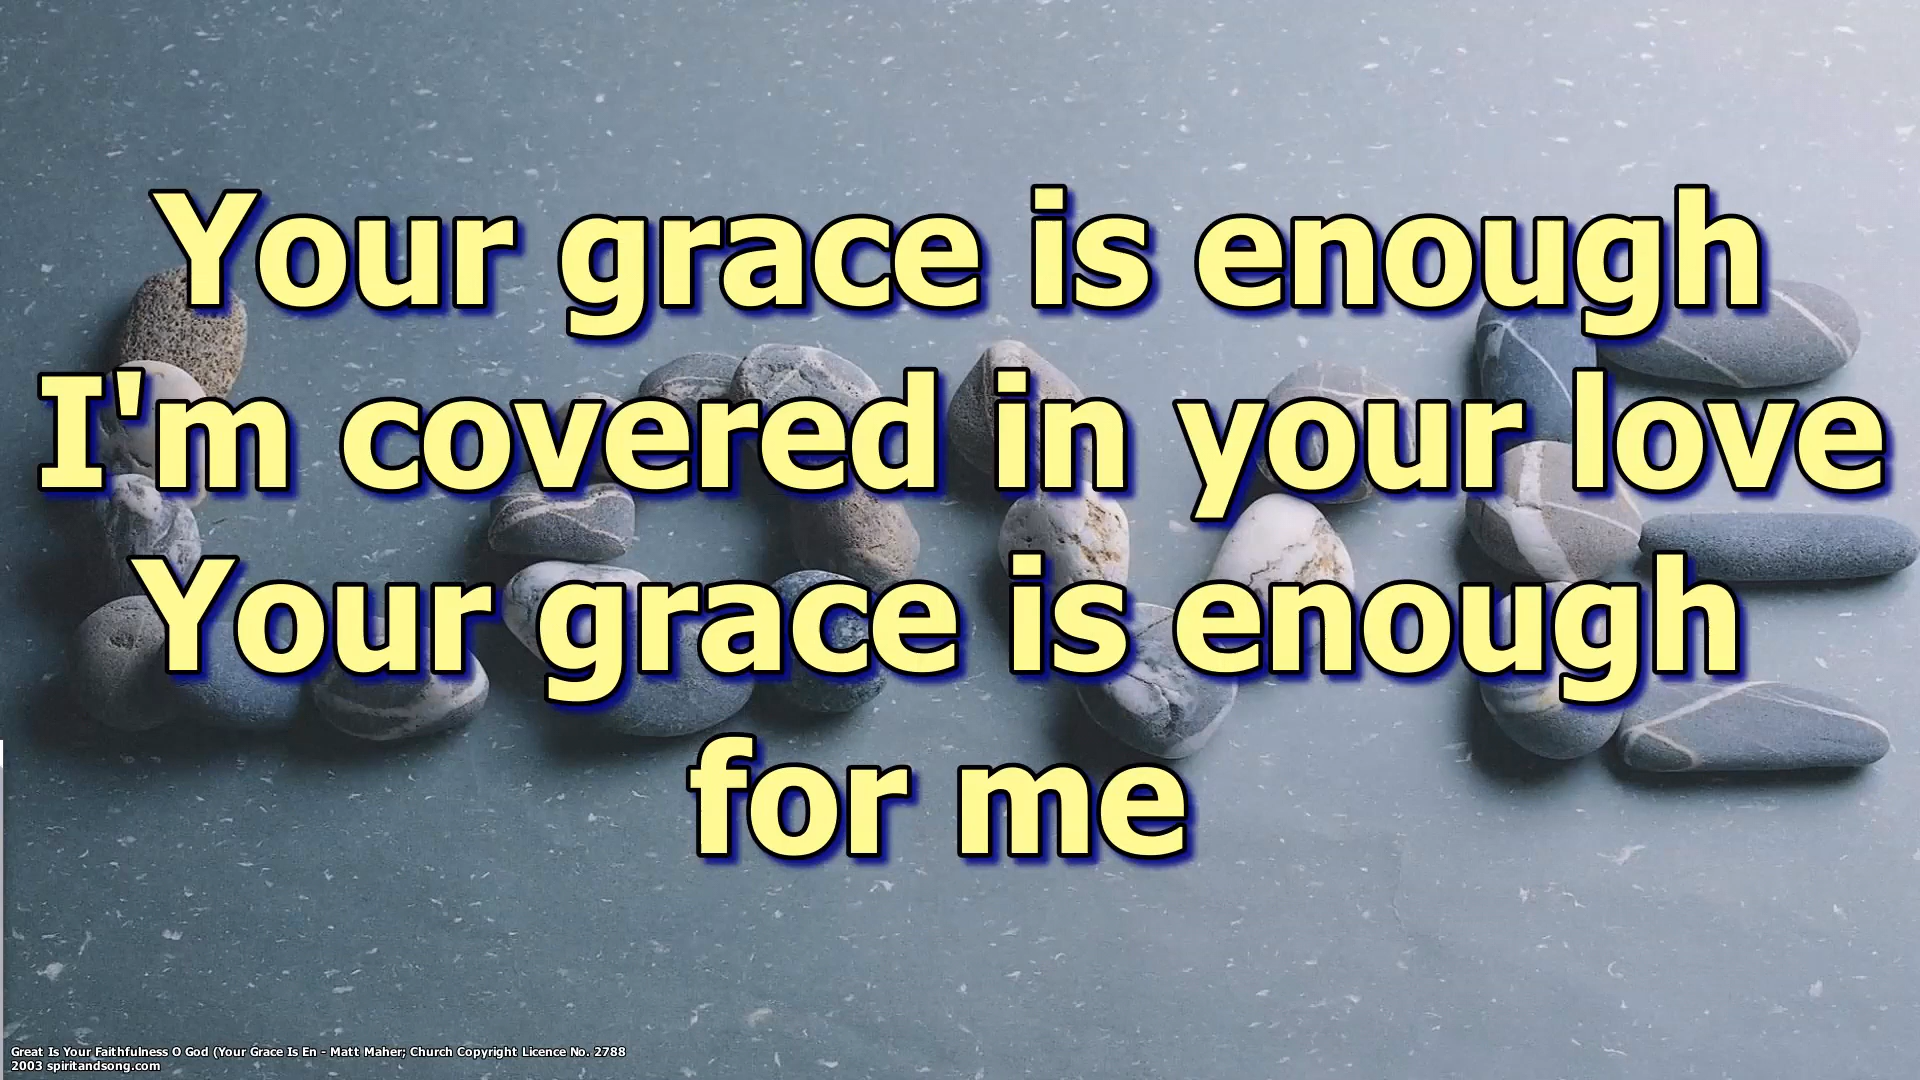 Your grace is enough
I'm covered in your love
Your grace is enough
for me
LOVE
Great Is Your Faithfulness O God (Your Grace Is En - Matt Maher; Church Copyright Licence No. 2788
2003 spiritandsong.com